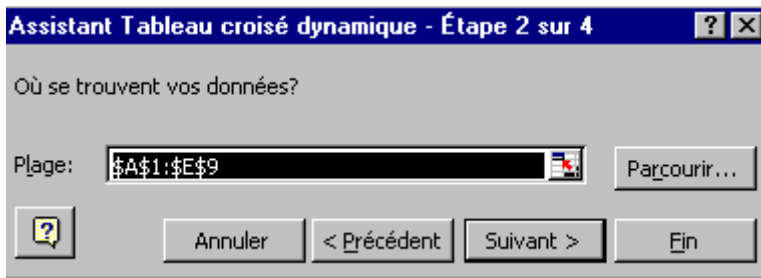 Assistant Tableau croisé dynamique - Étape 2 sur 4
Où se trouvent vos données?
Plage: $A$1:$E$9 Parcourir...
Annuler < Précédent Suivant > Fin